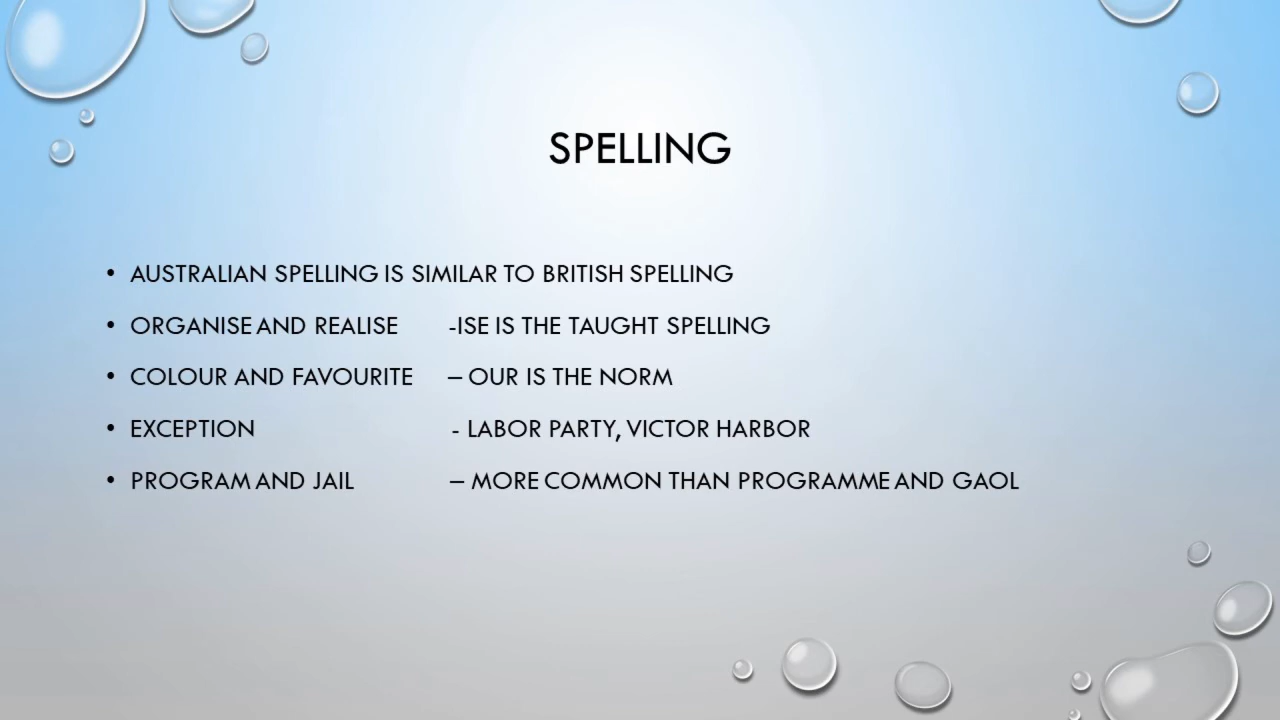 SPELLING
• AUSTRALIAN SPELLING IS SIMILAR TO BRITISH SPELLING
• ORGANISE AND REALISE -ISE IS THE TAUGHT SPELLING
• COLOUR AND FAVOURITE – OUR IS THE NORM
• EXCEPTION - LABOR PARTY, VICTOR HARBOR
• PROGRAM AND JAIL – MORE COMMON THAN PROGRAMME AND GAOL